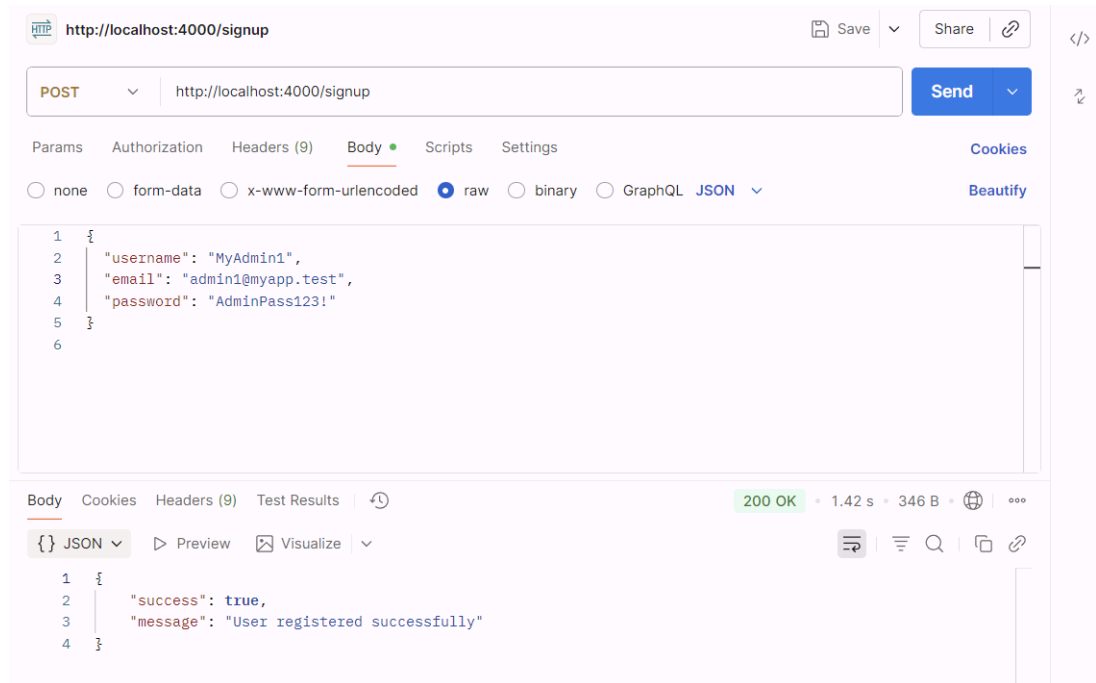 HTTP http://localhost:4000/signup Save Share
POST http://localhost:4000/signup Send
Params Authorization Headers (9) Body Scripts Settings Cookies
none form-data x-www-form-urlencoded raw binary GraphQL JSON Beautify
1 {
2 "username": "MyAdmin1",
3 "email": "admin1@myapp.test",
4 "password": "AdminPass123!"
5 }
6
Body Cookies Headers (9) Test Results 200 OK • 1.42 s • 346 B •
{} JSON Preview Visualize
1 {
2 "success": true,
3 "message": "User registered successfully"
4 }